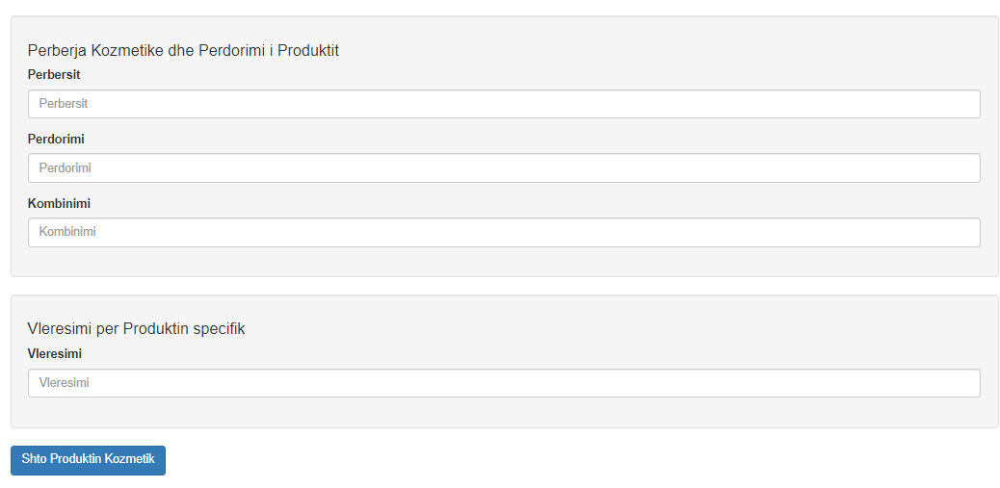 Perberja Kozmetike dhe Perdorimi i Produktit
Perbersit
Perbersit
Perdorimi
Perdorimi
Kombinimi
Kombinimi
Vleresimi per Produktin specifik
Vleresimi
Vleresimi
Shto Produktin Kozmetik